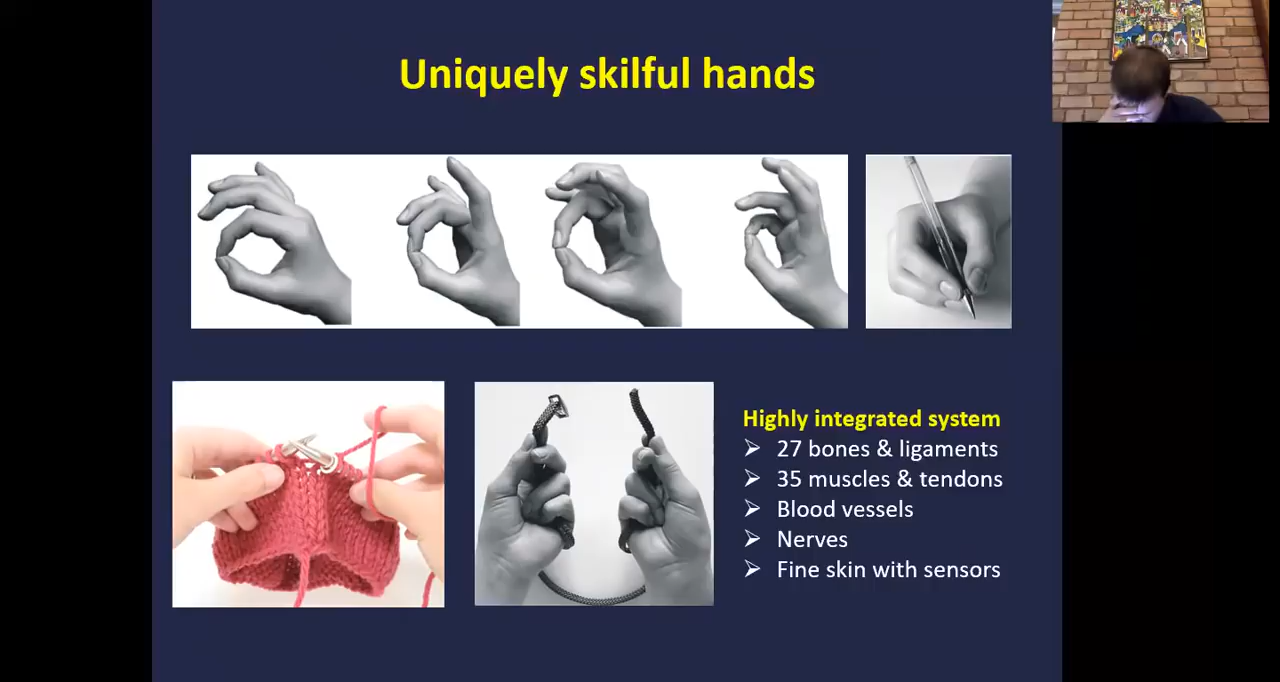 Uniquely skilful hands
Highly integrated system
27 bones & ligaments
35 muscles & tendons
Blood vessels
Nerves
Fine skin with sensors